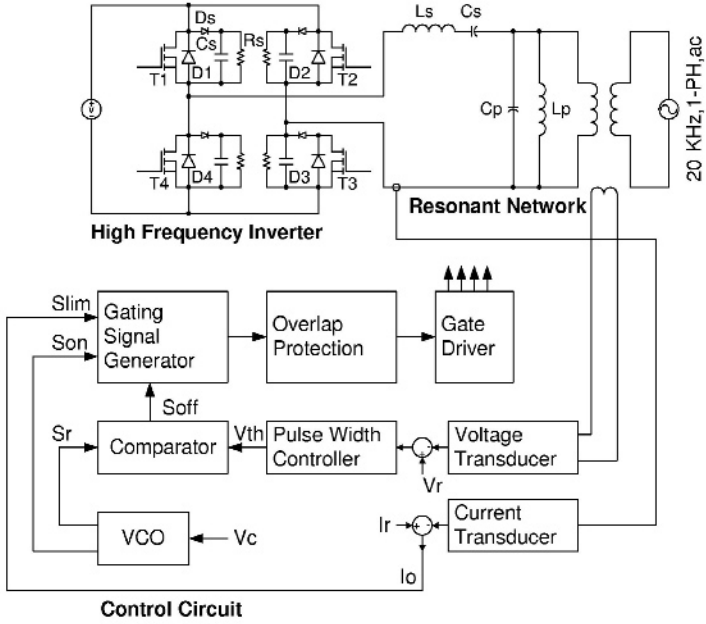 Ds
Cs
Rs
T1
D1
D2
T2
Ls
Cs
Cp
Lp
20 KHz,1-PH,ac
V
T4
D4
D3
T3
High Frequency Inverter
Resonant Network
Slim
Son
Gating
Signal
Generator
Overlap
Protection
Gate
Driver
Soff
Sr
Comparator
Vth
Pulse Width
Controller
Voltage
Transducer
Vr
VCO
Vc
Ir
Current
Transducer
Io
Control Circuit